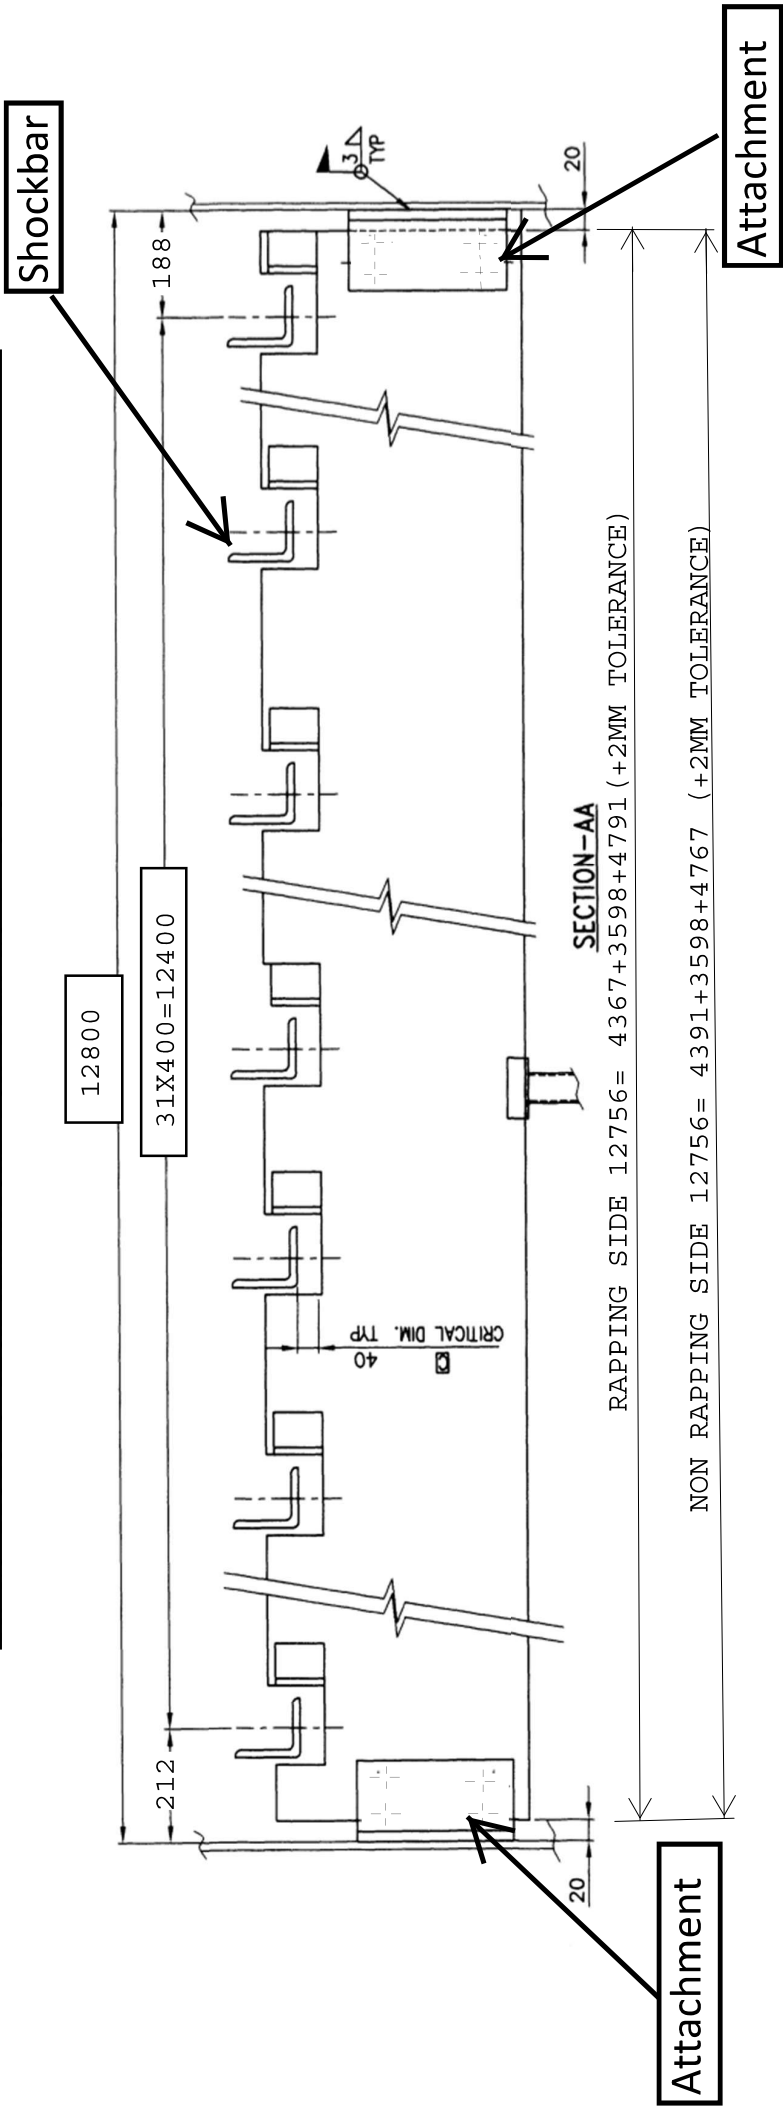 Shockbar
Attachment
12800
31X400=12400
188
212
3
TYP
20
CRITICAL DIM. TYP
40
C
SECTION-AA
RAPPING SIDE 12756= 4367+3598+4791(+2MM TOLERANCE)
NON RAPPING SIDE 12756= 4391+3598+4767 (+2MM TOLERANCE)
20
Attachment